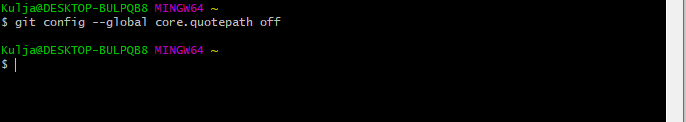 Kulja@DESKTOP-BULPQB8 MINGW64 ~
$ git config --global core.quotepath off
Kulja@DESKTOP-BULPQB8 MINGW64 ~
$